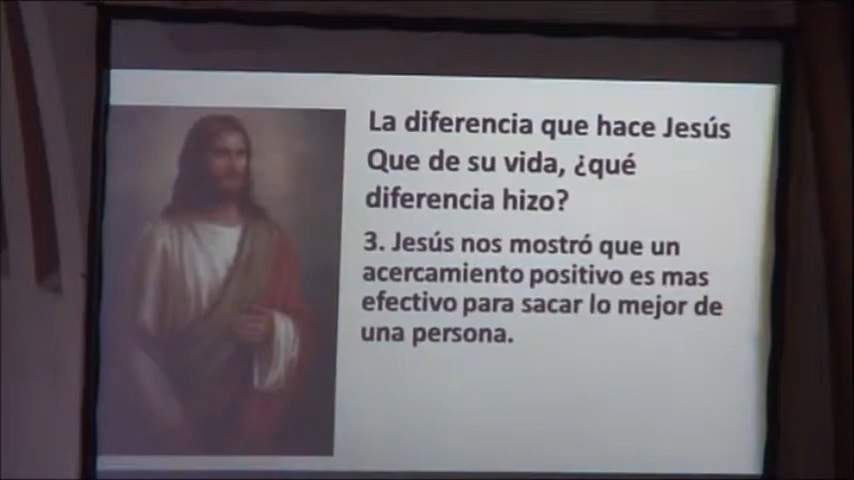 La diferencia que hace Jesús
Que de su vida, ¿qué
diferencia hizo?
3. Jesús nos mostró que un
acercamiento positivo es mas
efectivo para sacar lo mejor de
una persona.